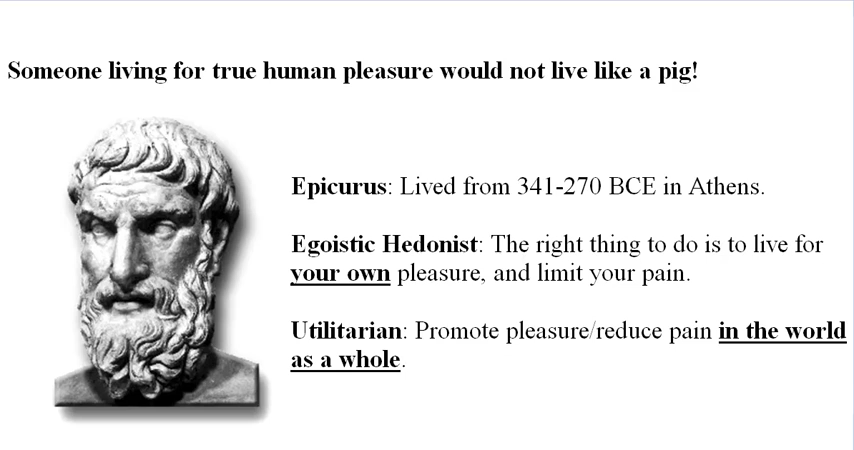 Someone living for true human pleasure would not live like a pig!
Epicurus: Lived from 341-270 BCE in Athens.
Egoistic Hedonist: The right thing to do is to live for
your own pleasure, and limit your pain.
Utilitarian: Promote pleasure/reduce pain in the world
as a whole.